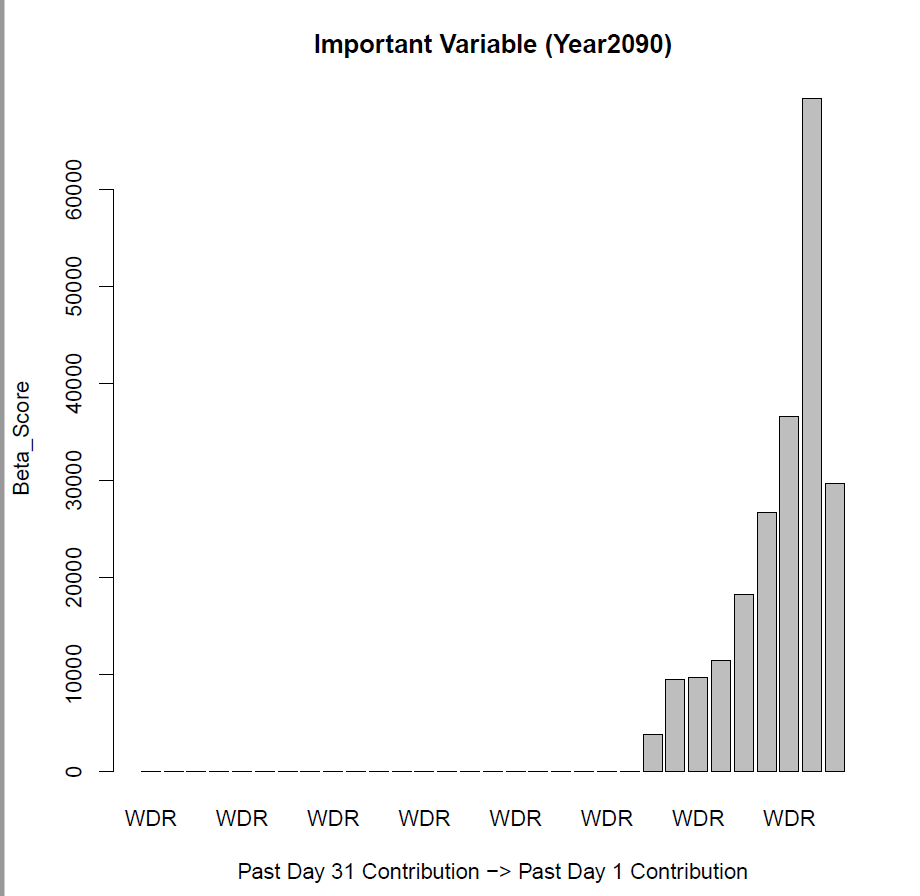 Important Variable (Year2090)
Beta_Score
60000
50000
40000
30000
20000
10000
0
WDR WDR WDR WDR WDR WDR WDR WDR
Past Day 31 Contribution −> Past Day 1 Contribution